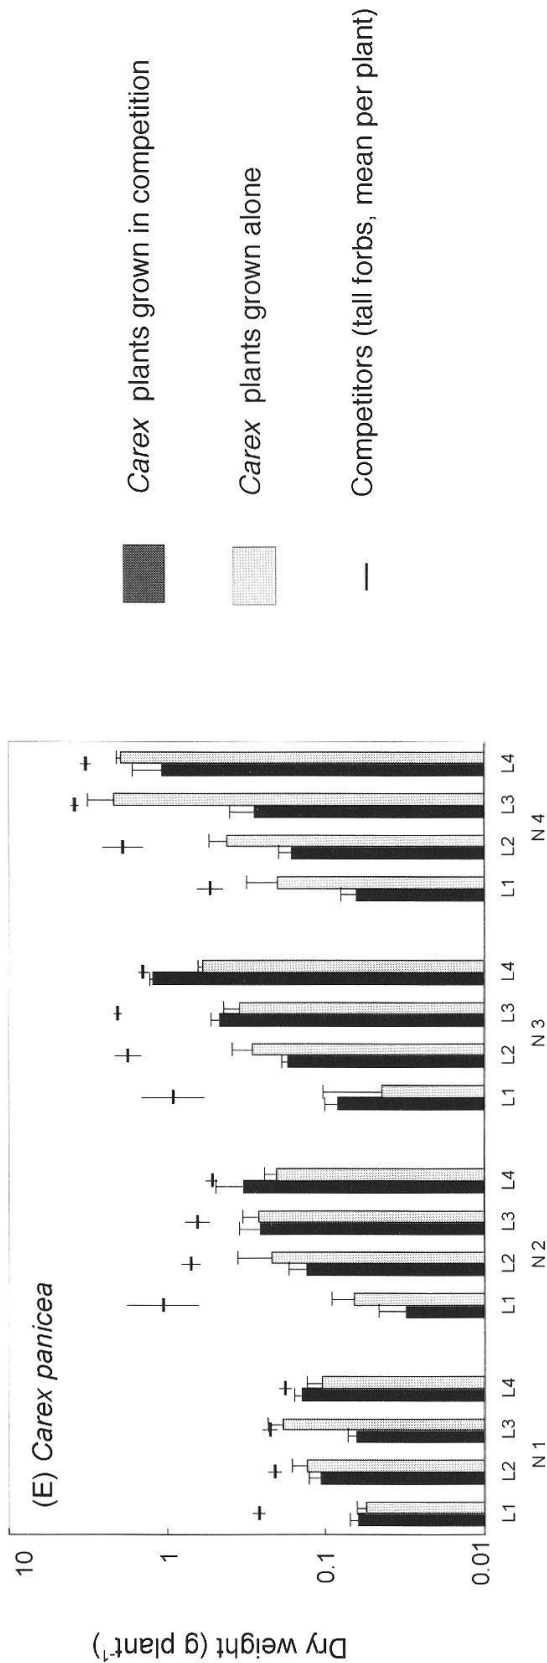 (E) Carex panicea
Dry weight (g plant⁻¹)
10
1
0.1
0.01
L1 L2 L3 L4 L1 L2 L3 L4 L1 L2 L3 L4 L1 L2 L3 L4
N1 N2 N3 N4
Carex plants grown in competition
Carex plants grown alone
Competitors (tall forbs, mean per plant)